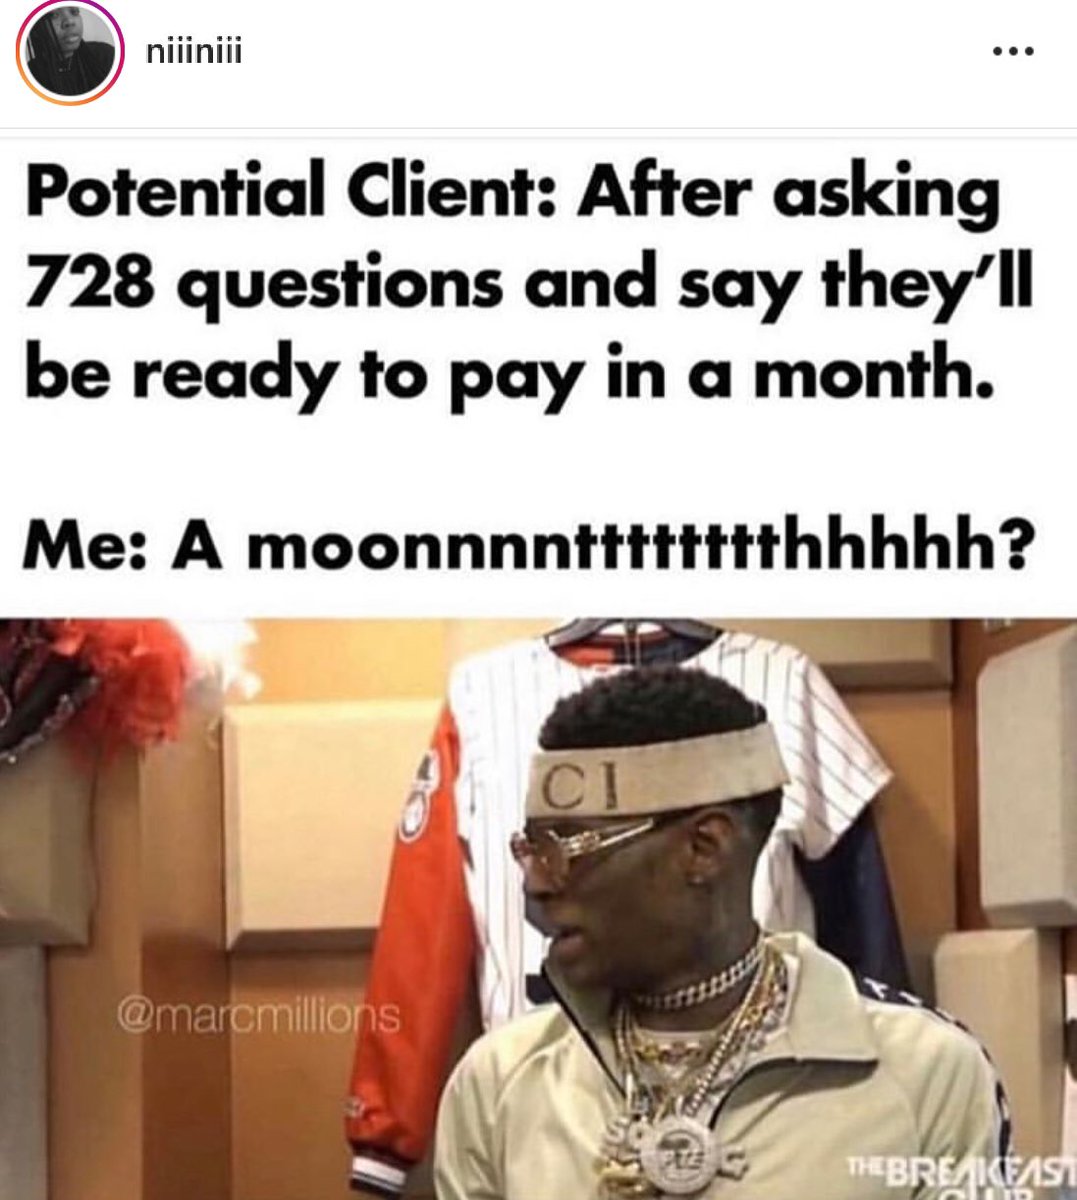 niiiniii
Potential Client: After asking
728 questions and say they'll
be ready to pay in a month.
Me: A moonnnnttttttttthhhhh?
CI
@marcmillions
THE BREAKFAST